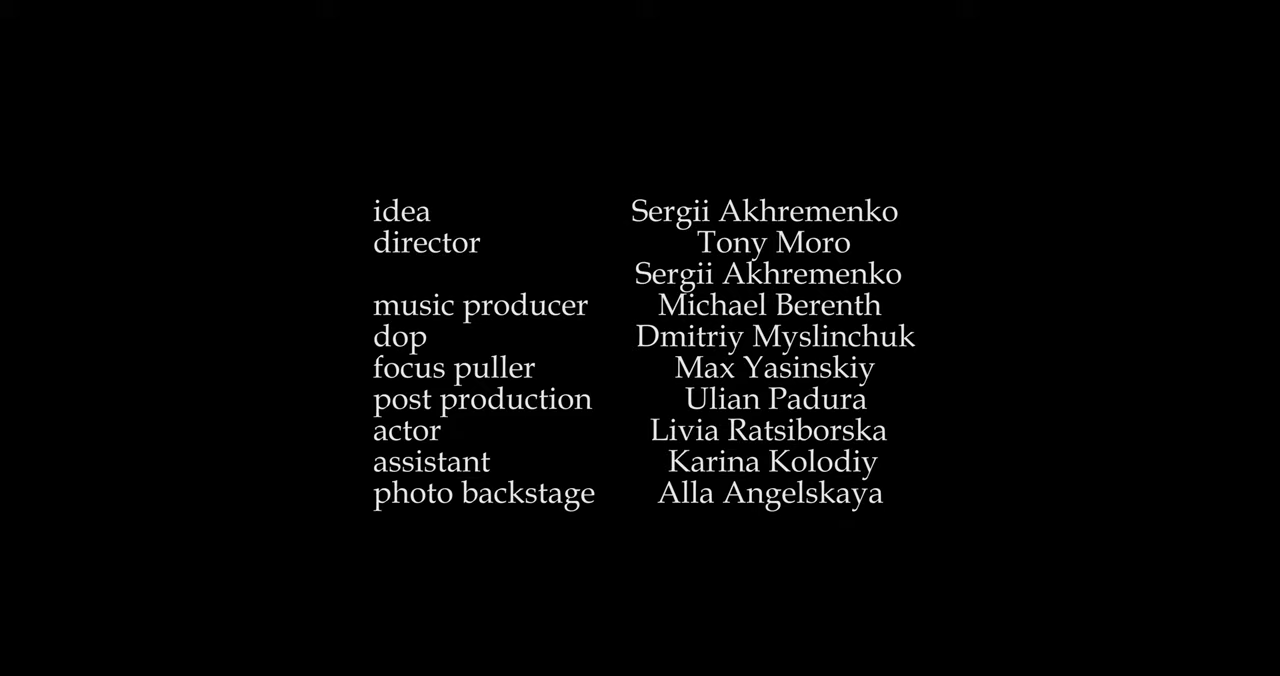 idea Sergii Akhremenko
director Tony Moro
Sergii Akhremenko
music producer Michael Berenth
dop Dmitriy Myslinchuk
focus puller Max Yasinskiy
post production Ulian Padura
actor Livia Ratsiborska
assistant Karina Kolodiy
photo backstage Alla Angelskaya